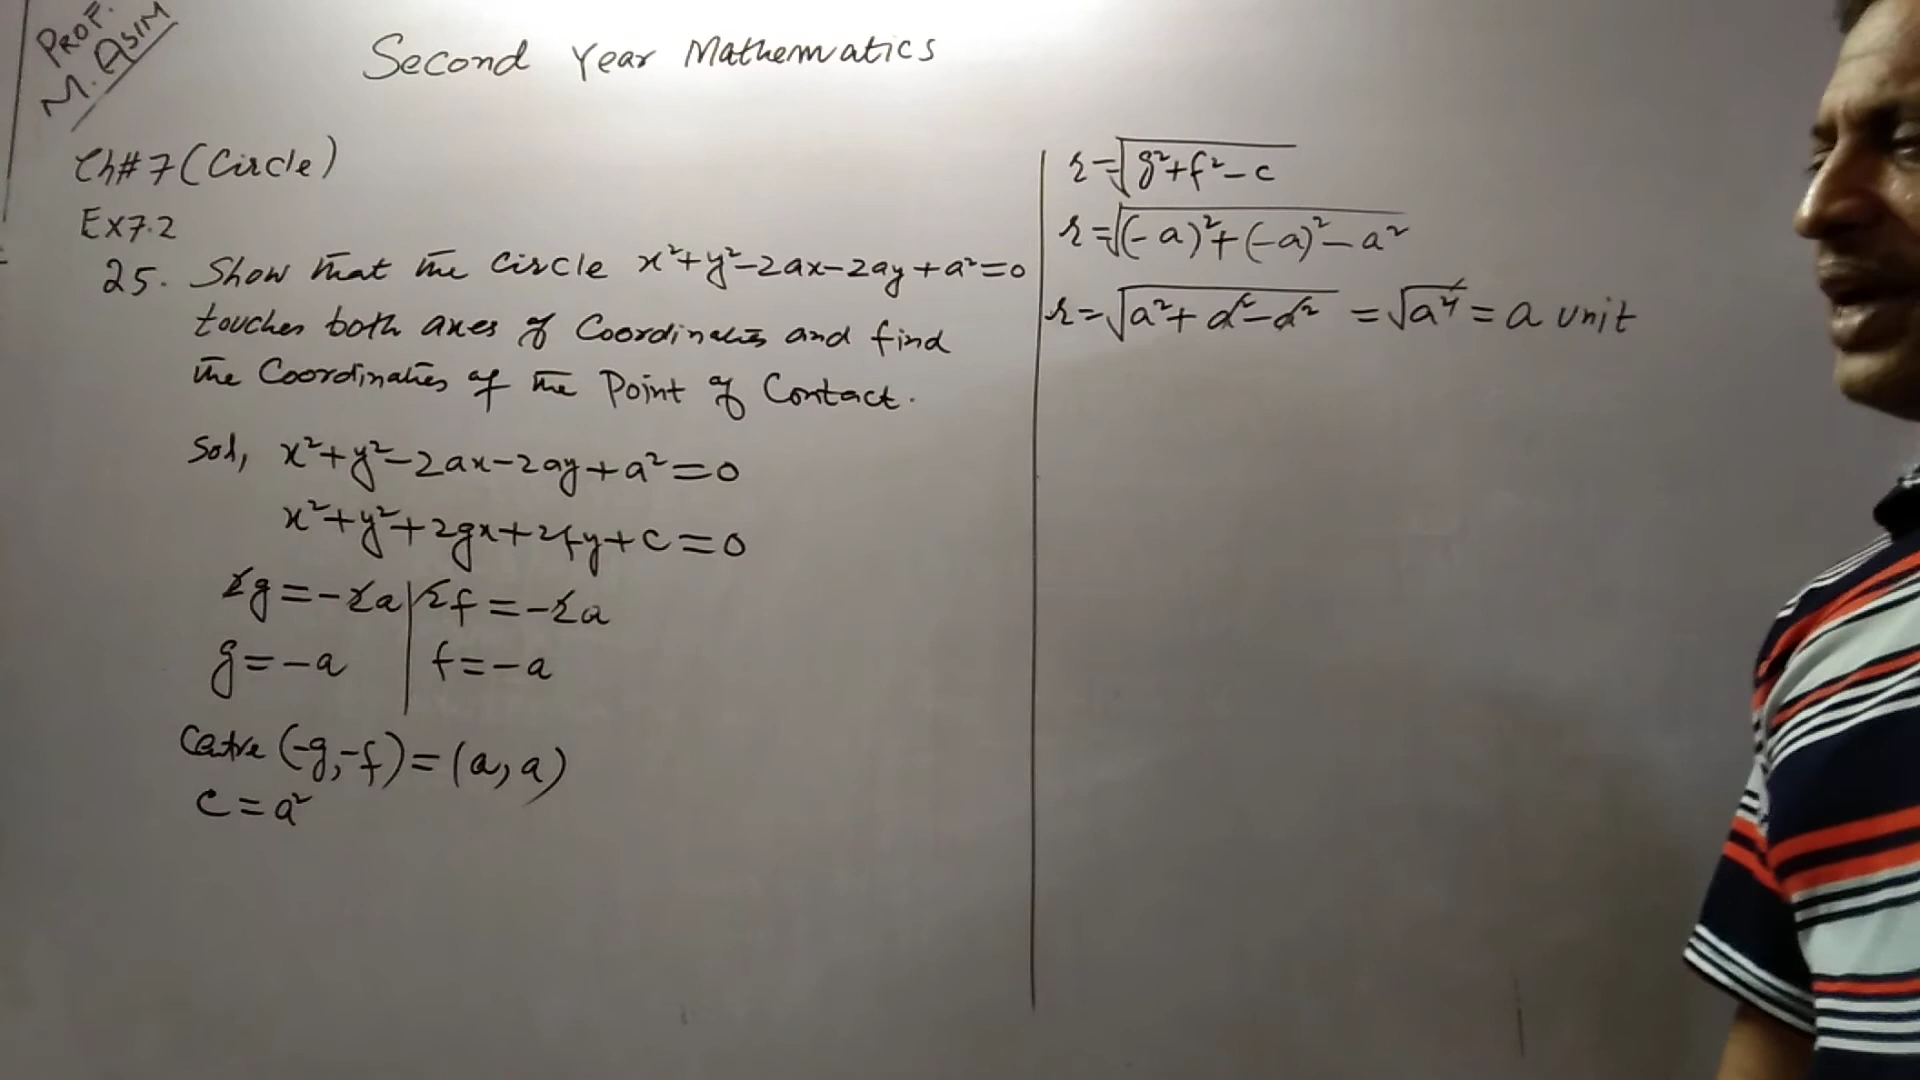 PROF.
M. ASIM
Second Year Mathematics
Ch# 7 (Circle)
Ex 7.2
25. Show that the circle x²+y²-2ax-2ay+a²=0
touches both axes of Coordinates and find
the Coordinates of the Point of Contact.
Sol, x²+y²-2ax-2ay+a²=0
x²+y²+2gx+2fy+c=0
2g=-2a | 2f=-2a
g=-a | f=-a
Centre (-g,-f)=(a,a)
c=a²
r=√g²+f²-c
r=√(-a)²+(-a)²-a²
r=√a²+a²-a² = √a² = a unit